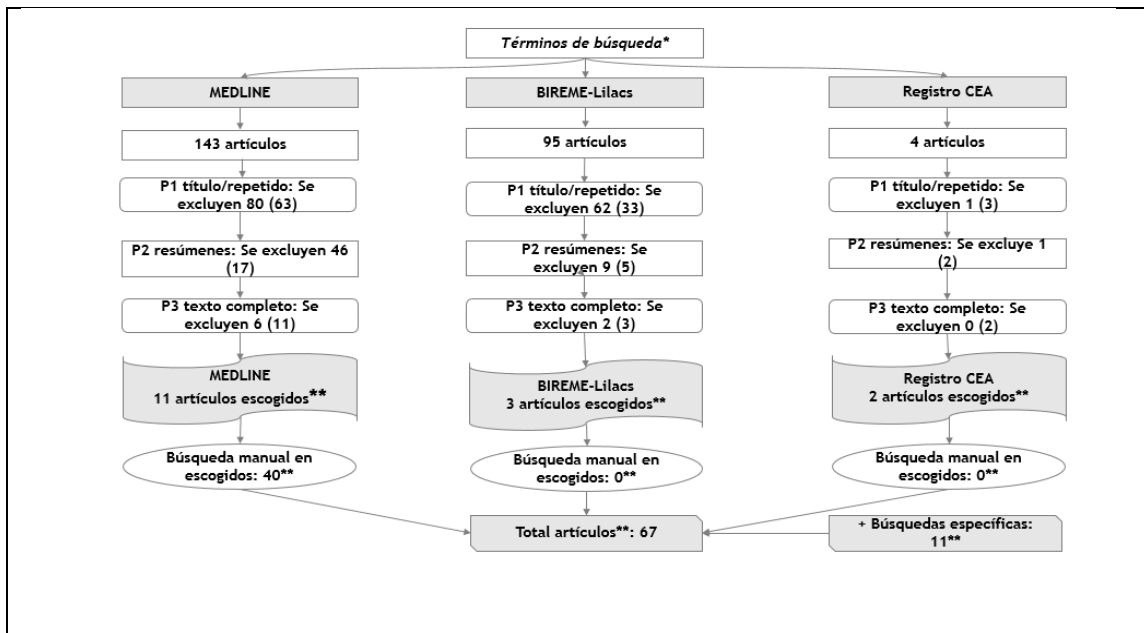 Términos de búsqueda*
MEDLINE
BIREME-Lilacs
Registro CEA
143 artículos
95 artículos
4 artículos
P1 título/repetido: Se
excluyen 80 (63)
P1 título/repetido: Se
excluyen 62 (33)
P1 título/repetido: Se
excluyen 1 (3)
P2 resúmenes: Se excluyen 46
(17)
P2 resúmenes: Se
excluyen 9 (5)
P2 resúmenes: Se excluye 1
(2)
P3 texto completo: Se
excluyen 6 (11)
P3 texto completo: Se
excluyen 2 (3)
P3 texto completo: Se
excluyen 0 (2)
MEDLINE
11 artículos escogidos**
BIREME-Lilacs
3 artículos escogidos**
Registro CEA
2 artículos escogidos**
Búsqueda manual en
escogidos: 40**
Búsqueda manual en
escogidos: 0**
Búsqueda manual en
escogidos: 0**
Total artículos**: 67
+ Búsquedas específicas:
11**